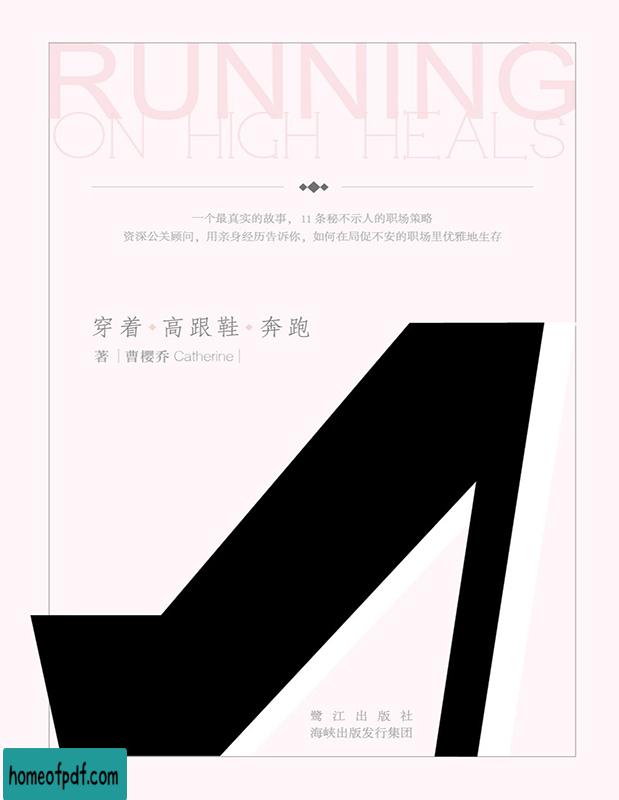 RUNNING
ON HIGH HEALS
一个最真实的故事，11 条秘不示人的职场策略
资深公关顾问，用亲身经历告诉你，如何在局促不安的职场里优雅地生存
穿着·高跟鞋·奔跑
著｜曹樱乔 Catherine｜
鹭江出版社
海峡出版发行集团
homeofpdf.com